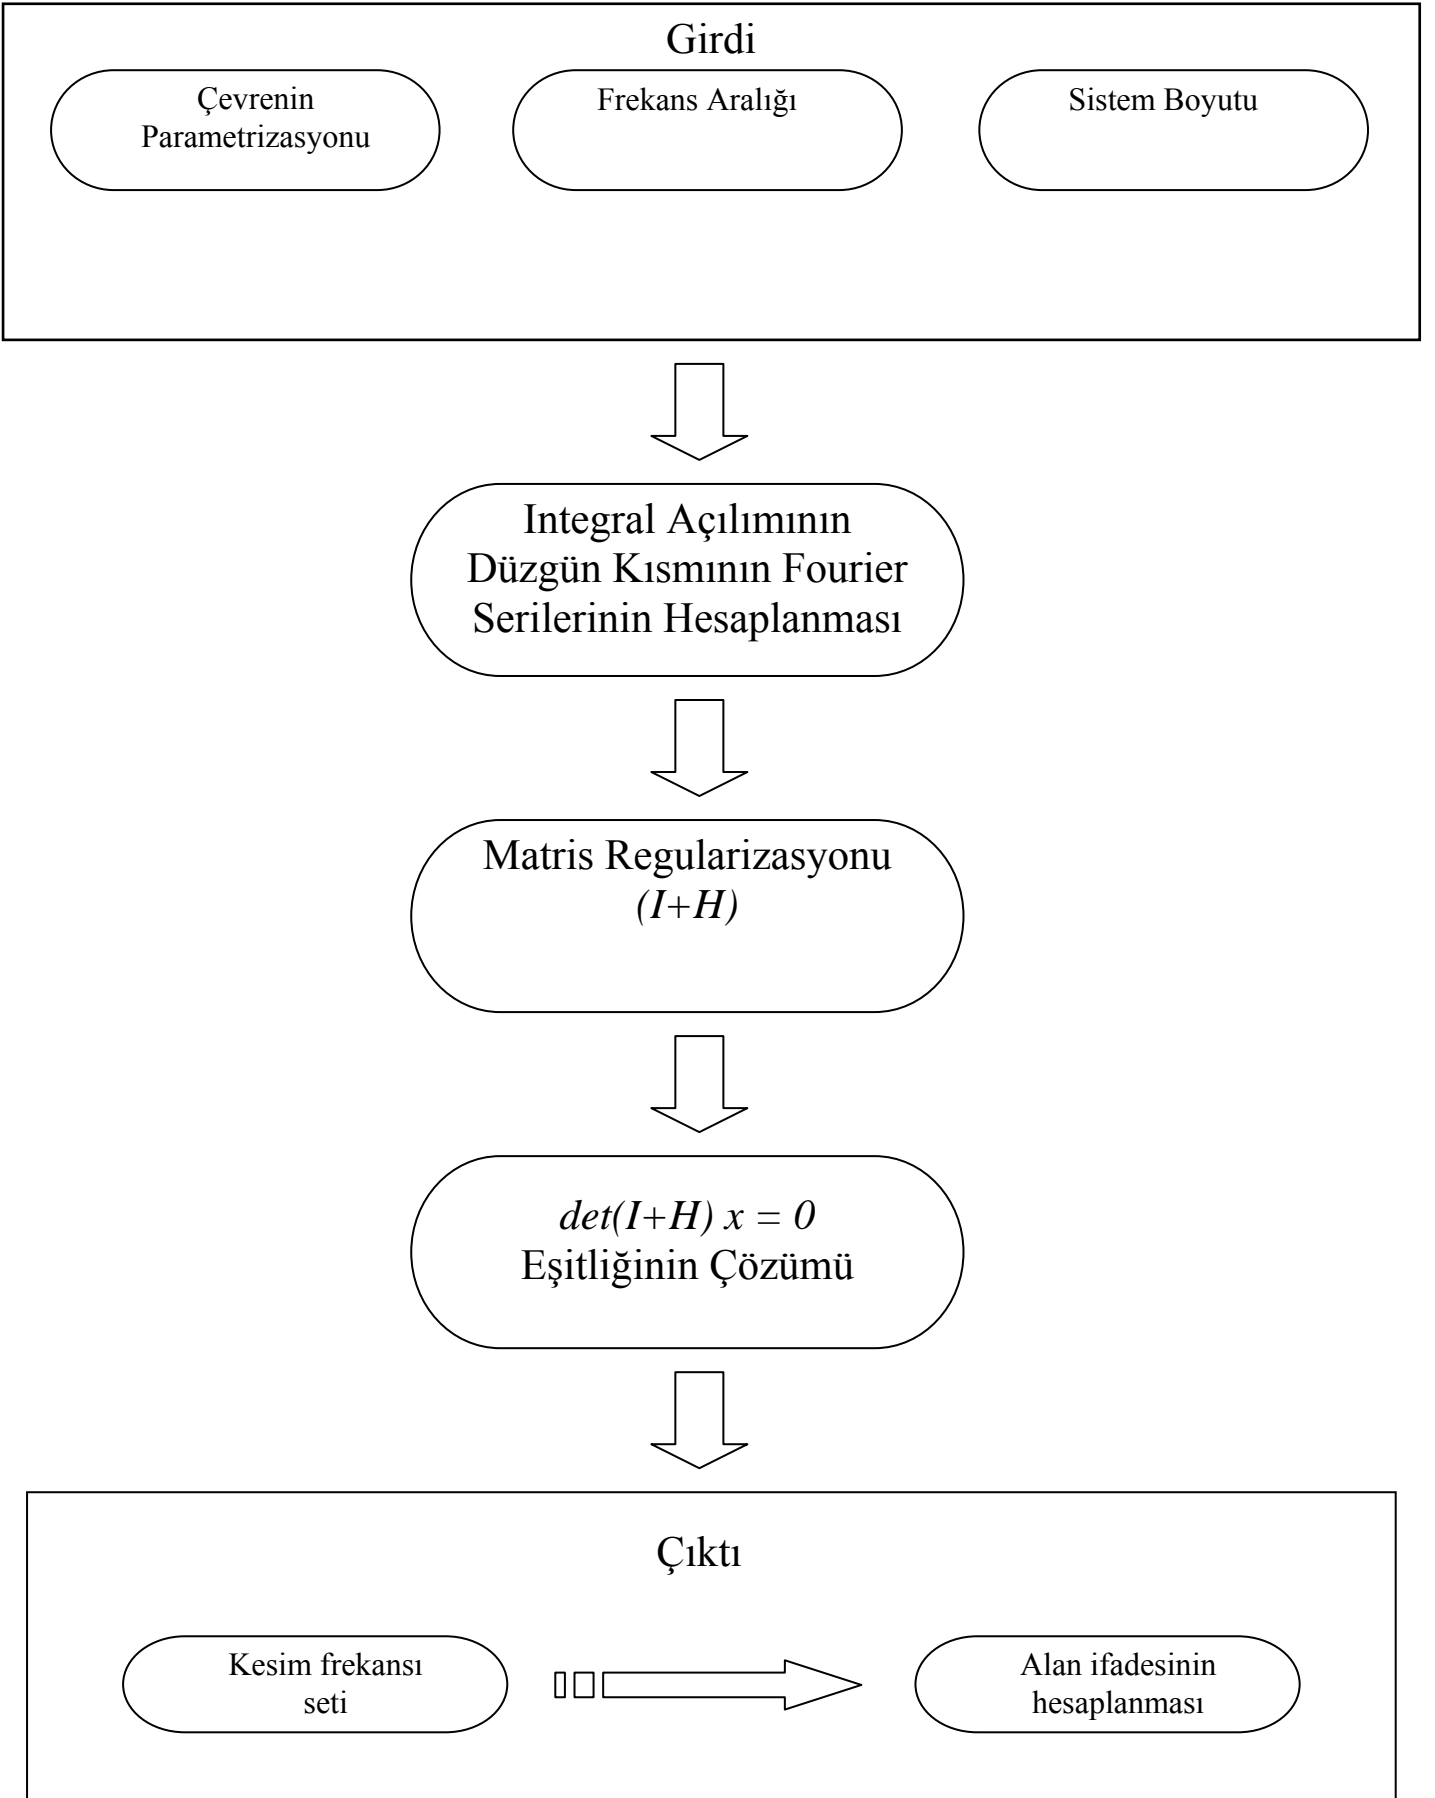 Girdi
Çevrenin
Parametrizasyonu
Frekans Aralığı
Sistem Boyutu
Integral Açılımının
Düzgün Kısmının Fourier
Serilerinin Hesaplanması
Matris Regularizasyonu
(I+H)
det(I+H) x = 0
Eşitliğinin Çözümü
Çıktı
Kesim frekansı
seti
Alan ifadesinin
hesaplanması